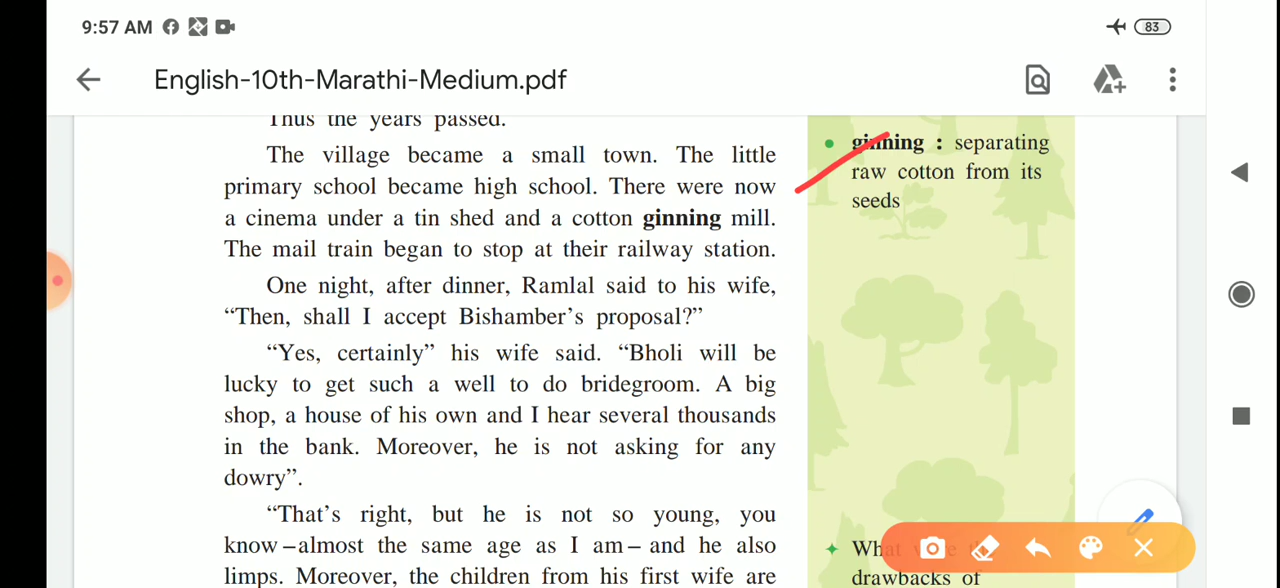 9:57 AM
83
English-10th-Marathi-Medium.pdf
Thus the years passed.
The village became a small town. The little
primary school became high school. There were now
a cinema under a tin shed and a cotton ginning mill.
The mail train began to stop at their railway station.
One night, after dinner, Ramlal said to his wife,
“Then, shall I accept Bishamber’s proposal?”
“Yes, certainly” his wife said. “Bholi will be
lucky to get such a well to do bridegroom. A big
shop, a house of his own and I hear several thousands
in the bank. Moreover, he is not asking for any
dowry”.
“That’s right, but he is not so young, you
know – almost the same age as I am – and he also
limps. Moreover, the children from his first wife are
• ginning : separating
raw cotton from its
seeds
drawbacks of